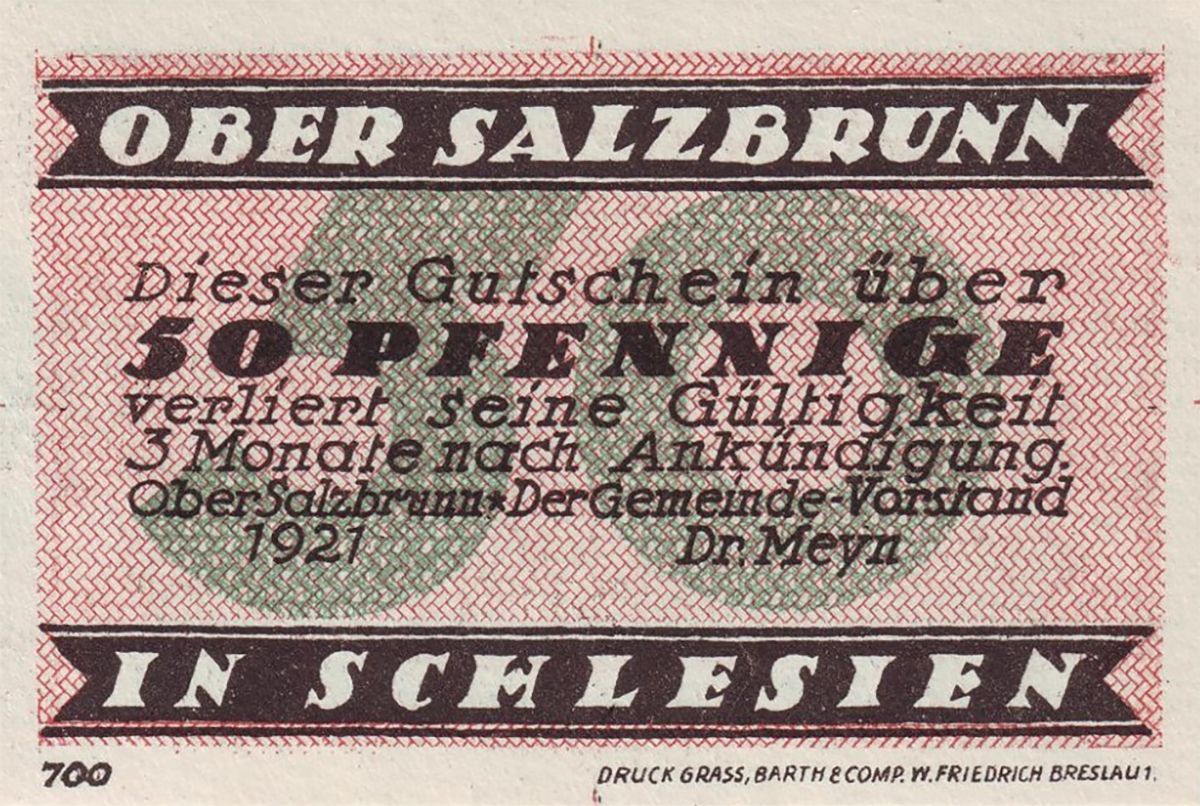 OBER SALZBRUNN
Dieser Gutschein über
50 PFENNIGE
verliert seine Gültigkeit
3 Monate nach Ankündigung.
Ober Salzbrunn * Der Gemeinde-Vorstand
1921 Dr. Meyn
IN SCHLESIEN
700 DRUCK GRASS, BARTH & COMP. W. FRIEDRICH BRESLAU 1.